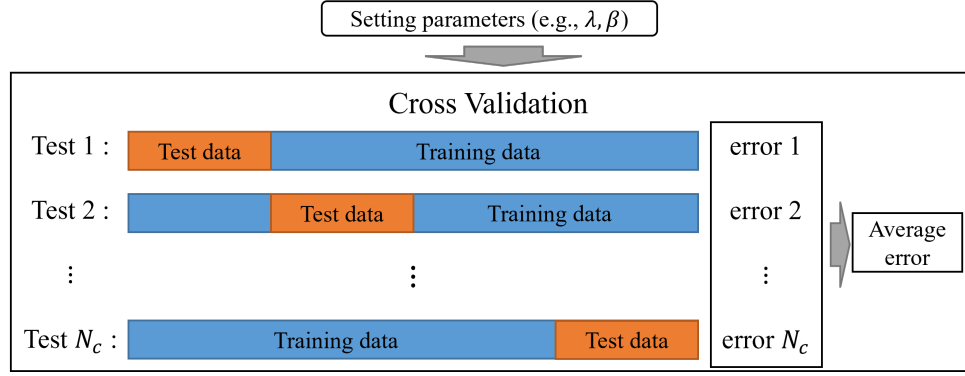 Setting parameters (e.g., λ, β)
Cross Validation
Test 1 :
Test data
Training data
error 1
Test 2 :
Test data
Training data
error 2
Average
error
⋮
⋮
⋮
Test N_c :
Training data
Test data
error N_c